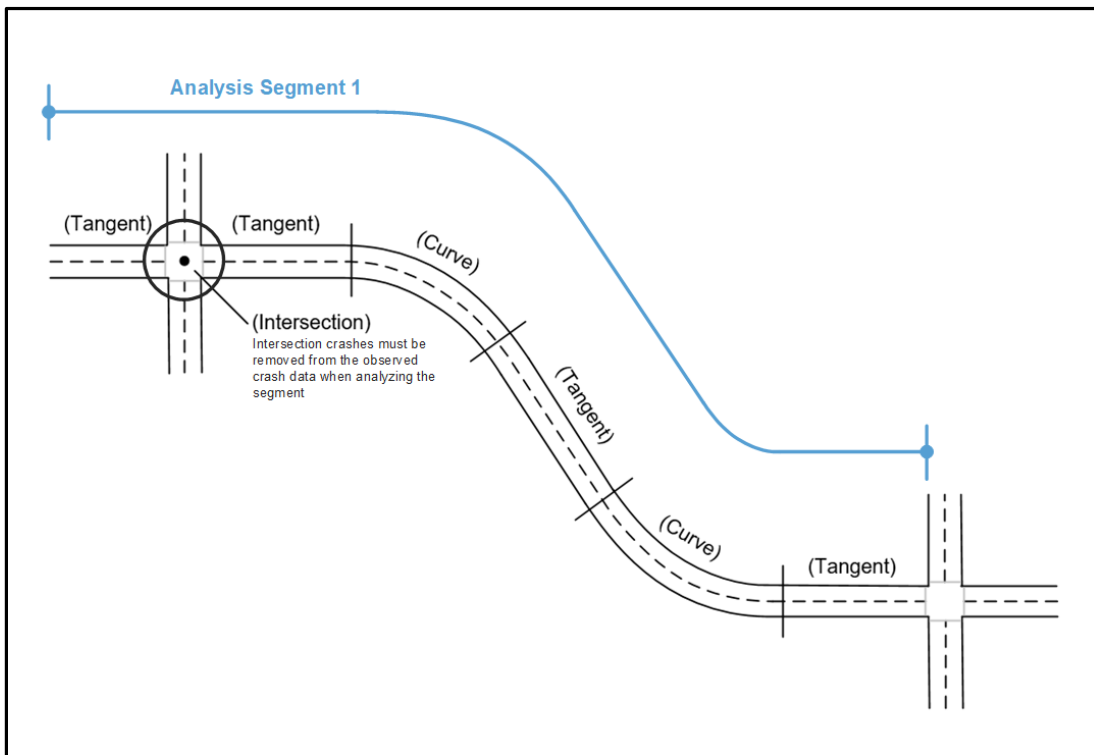 Analysis Segment 1
(Tangent)
(Tangent)
(Curve)
(Intersection)
Intersection crashes must be
removed from the observed
crash data when analyzing the
segment
(Tangent)
(Curve)
(Tangent)